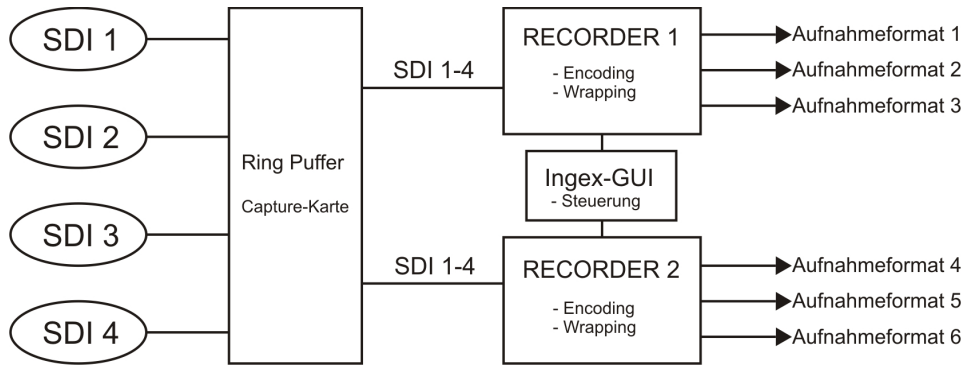 SDI 1
SDI 2
SDI 3
SDI 4
Ring Puffer
Capture-Karte
SDI 1-4
SDI 1-4
RECORDER 1
- Encoding
- Wrapping
Ingex-GUI
- Steuerung
RECORDER 2
- Encoding
- Wrapping
Aufnahmeformat 1
Aufnahmeformat 2
Aufnahmeformat 3
Aufnahmeformat 4
Aufnahmeformat 5
Aufnahmeformat 6